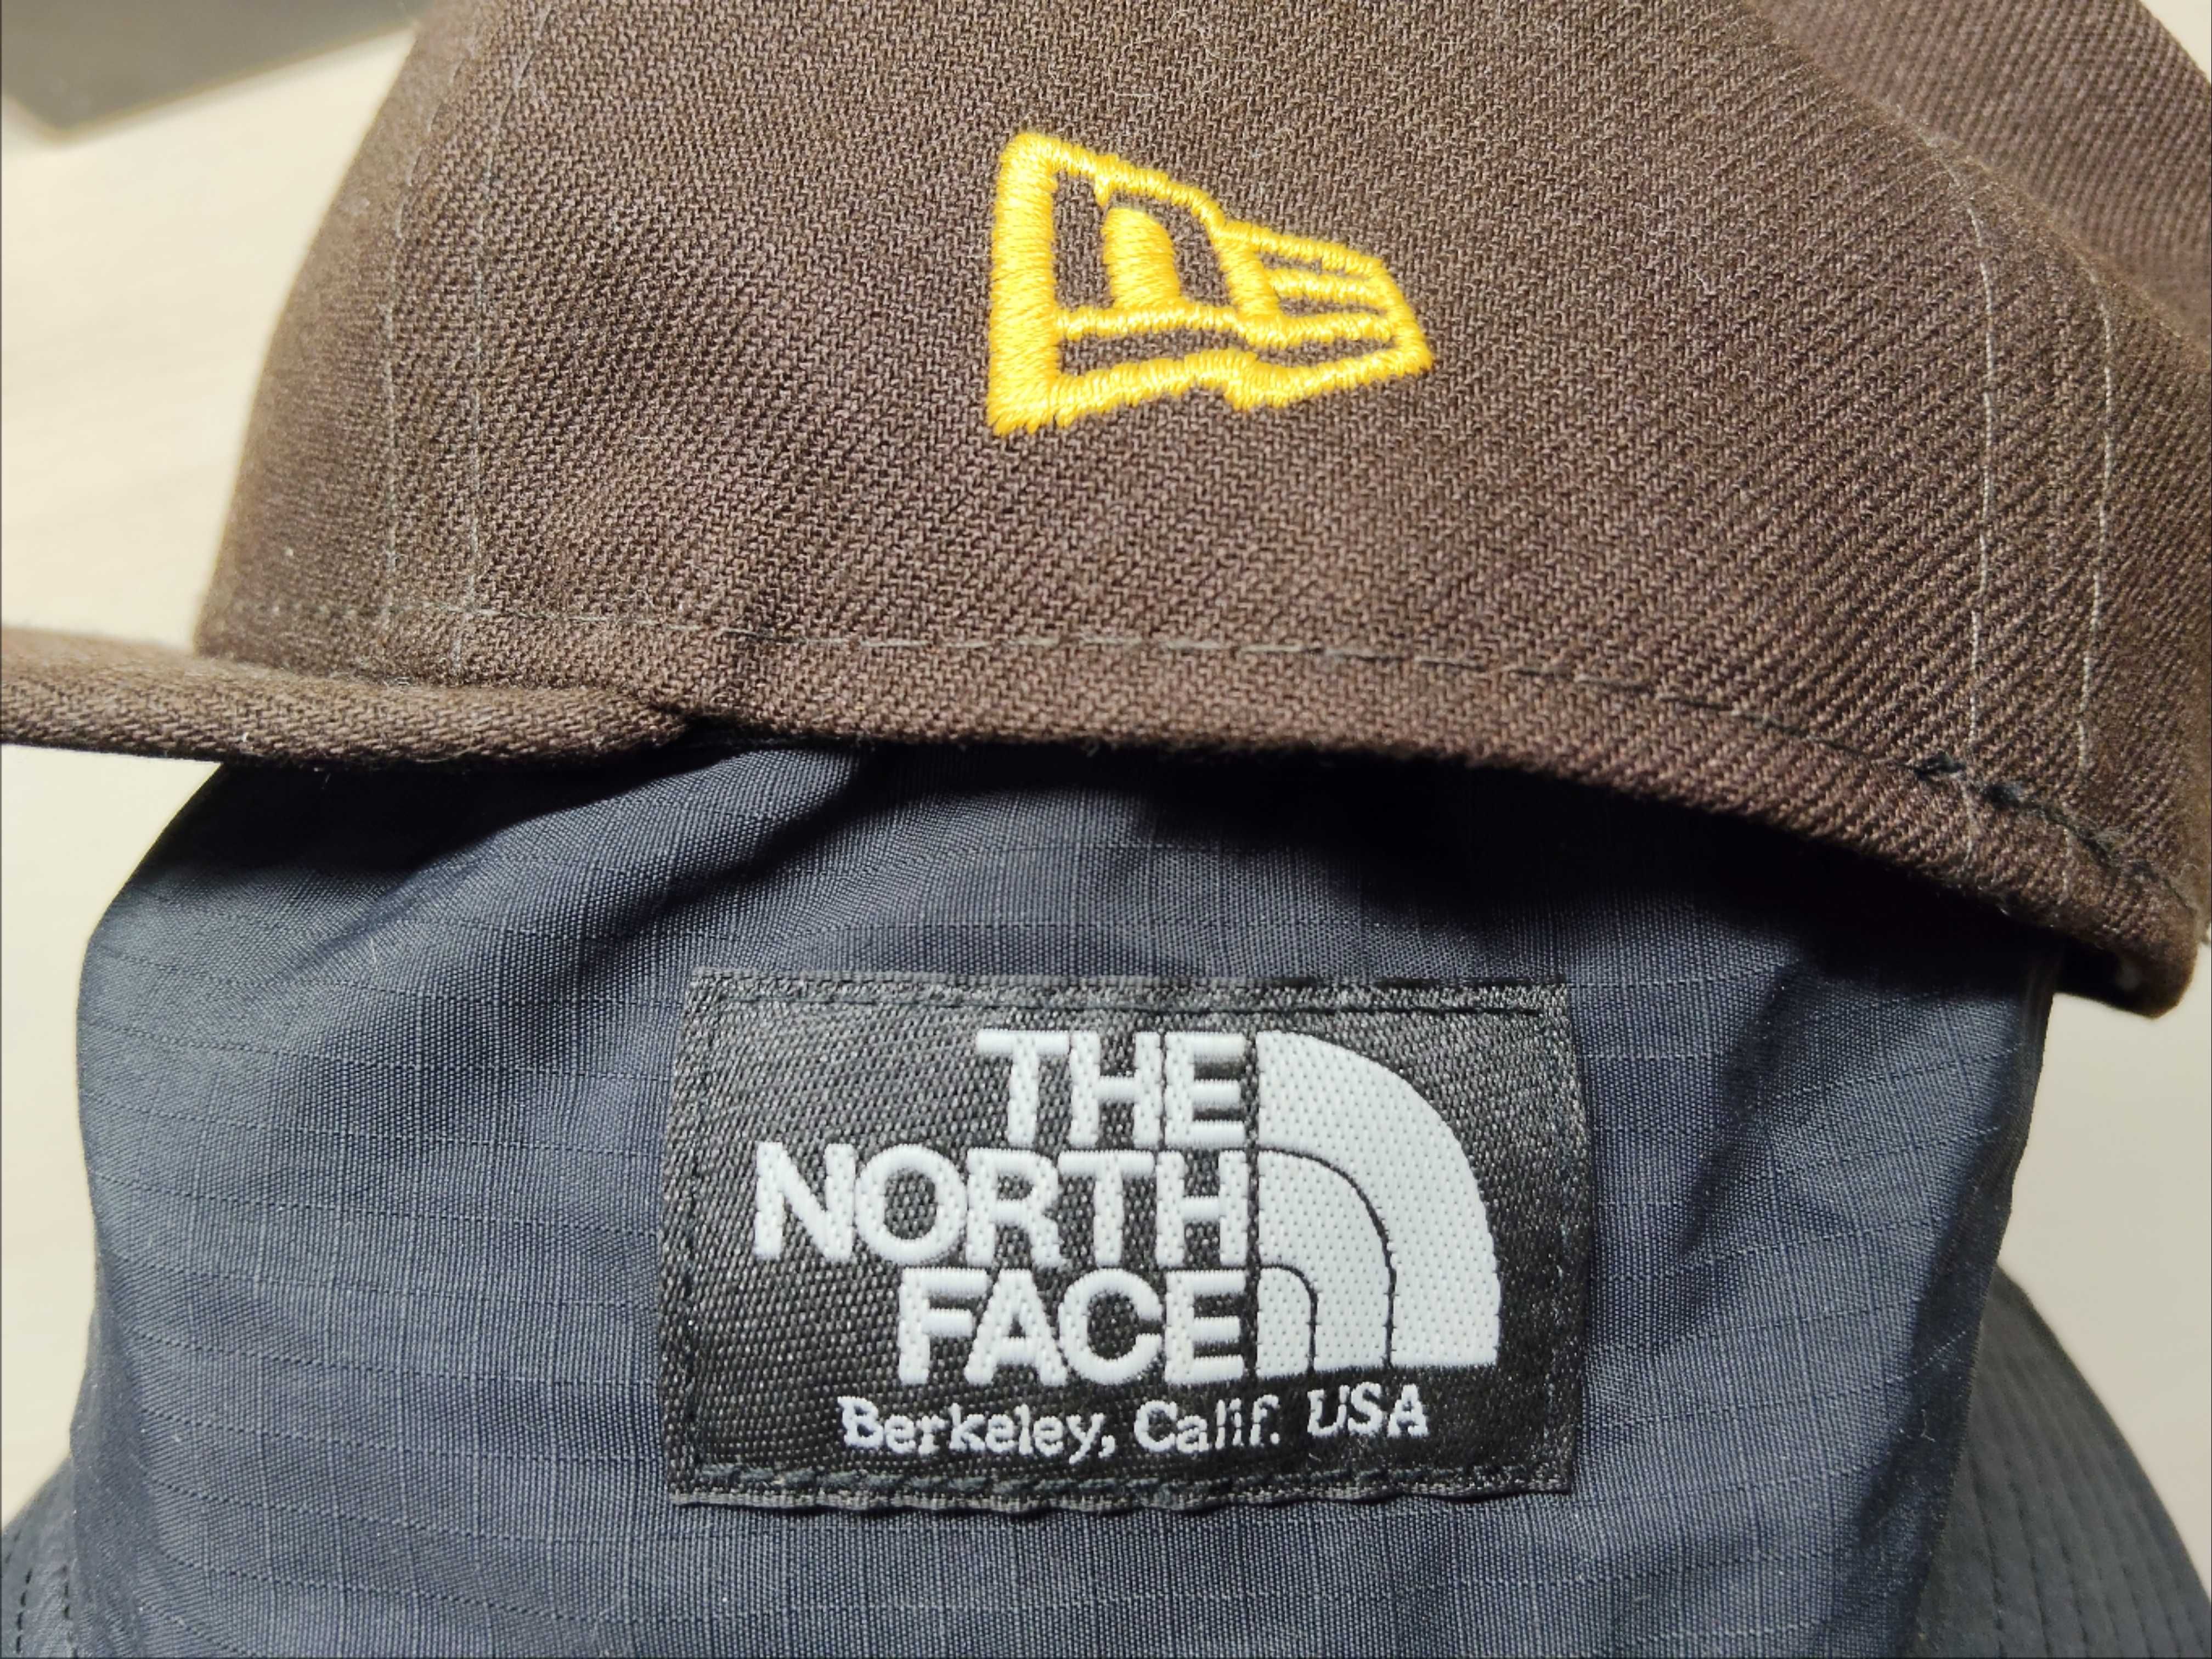 THE
NORTH
FACE
Berkeley, Calif. USA